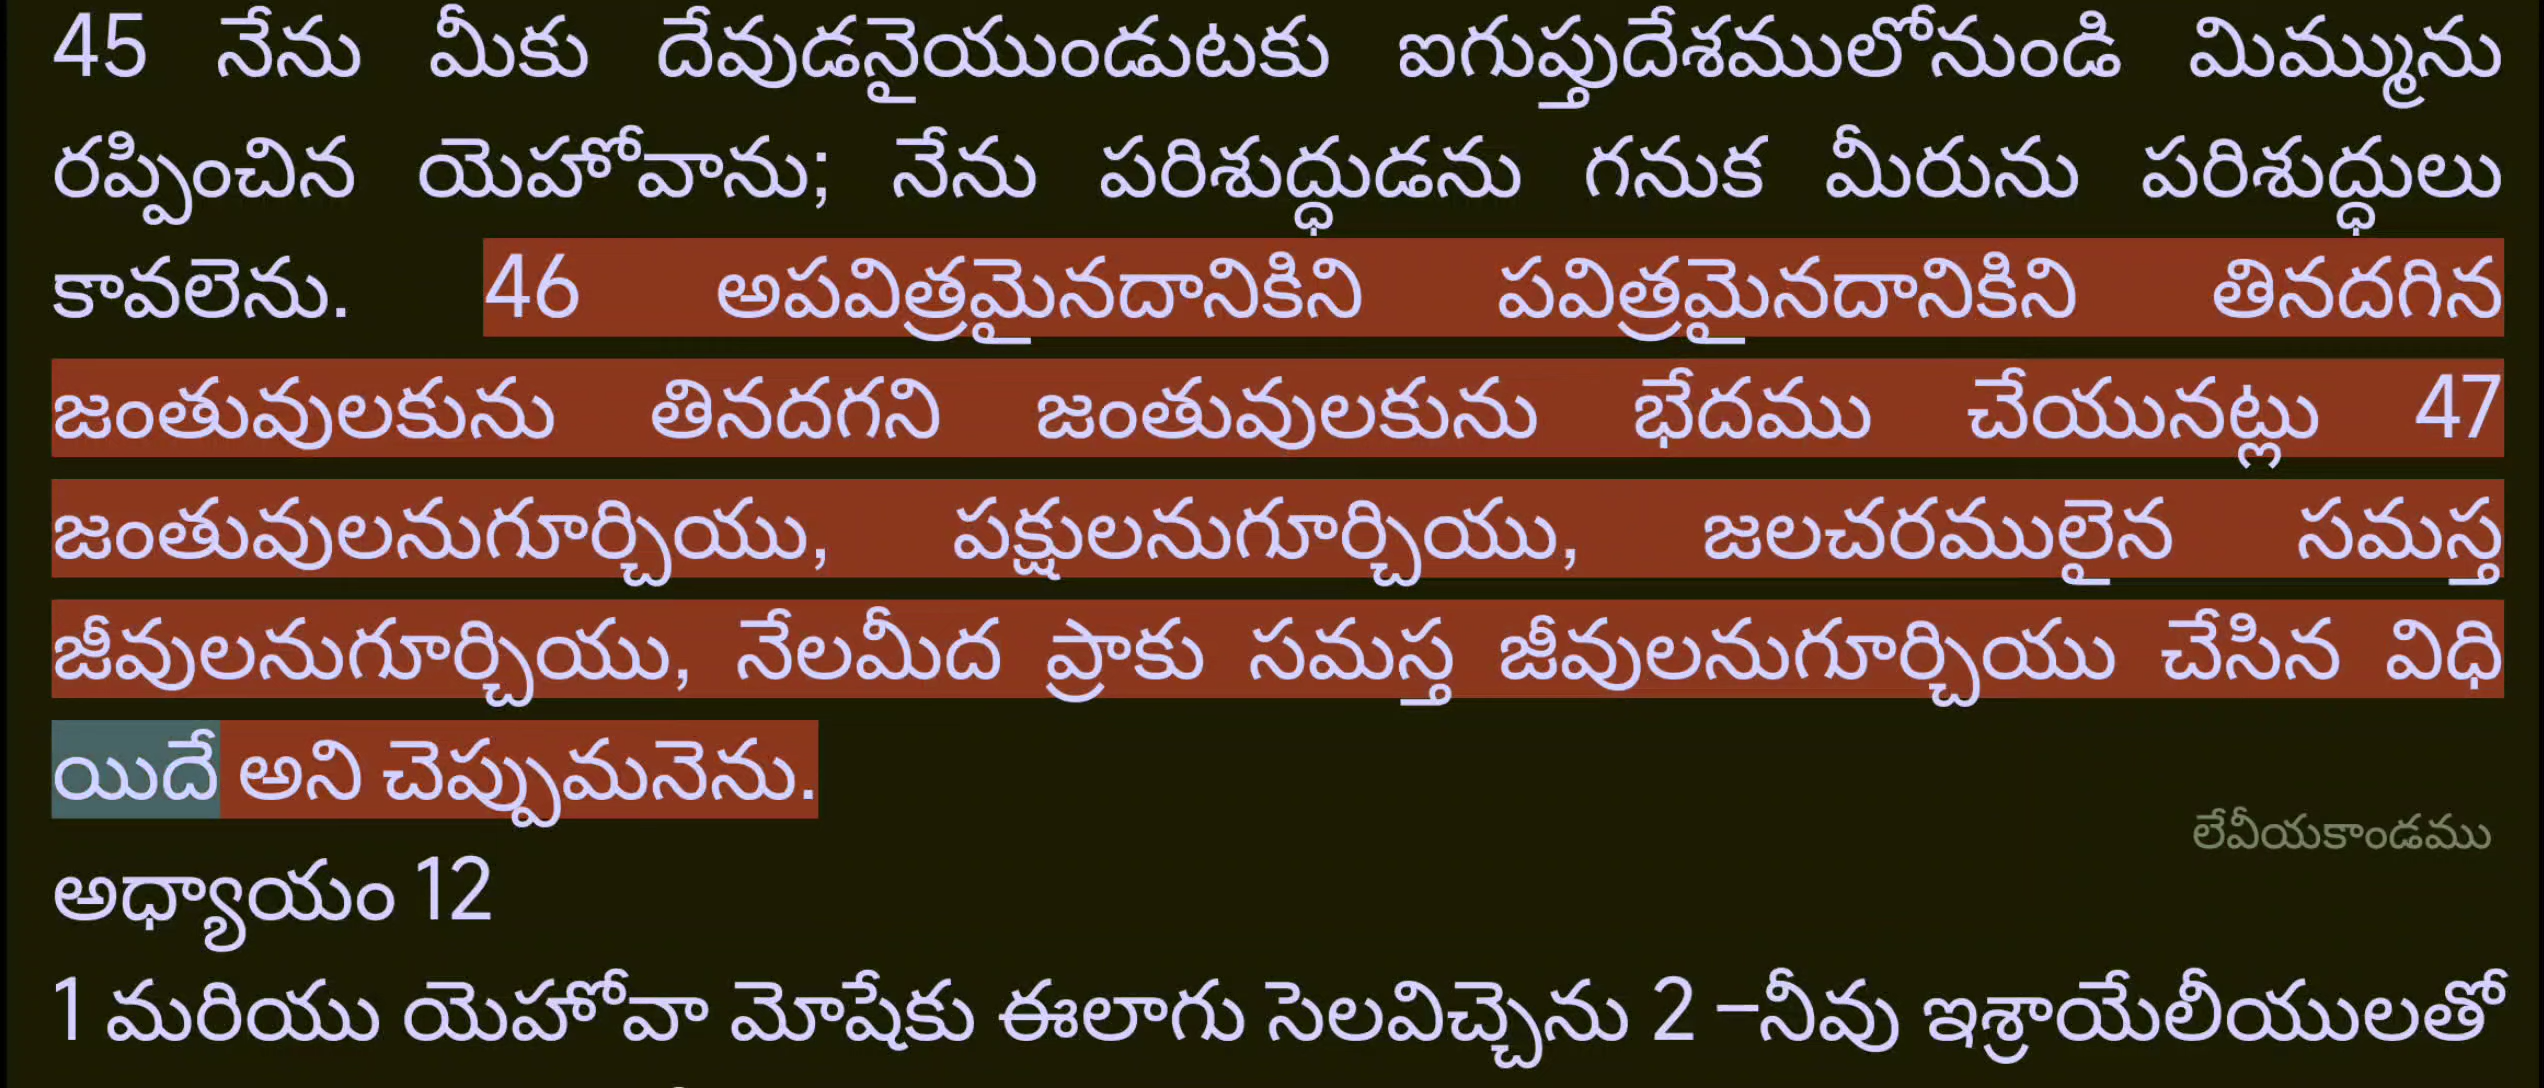 45 నేను మీకు దేవుడనైయుండుటకు ఐగుప్తుదేశములోనుండి మిమ్మును
రప్పించిన యెహోవాను; నేను పరిశుద్ధుడను గనుక మీరును పరిశుద్ధులు
కావలెను. 46 అపవిత్రమైనదానికిని పవిత్రమైనదానికిని తినదగిన
జంతువులకును తినదగని జంతువులకును భేదము చేయునట్లు 47
జంతువులనుగూర్చియు, పక్షులనుగూర్చియు, జలచరములైన సమస్త
జీవులనుగూర్చియు, నేలమీద ప్రాకు సమస్త జీవులనుగూర్చియు చేసిన విధి
యిదే అని చెప్పుమనెను.
లేవీయకాండము
అధ్యాయం 12
1 మరియు యెహోవా మోషేకు ఈలాగు సెలవిచ్చెను 2 –నీవు ఇశ్రాయేలీయులతో